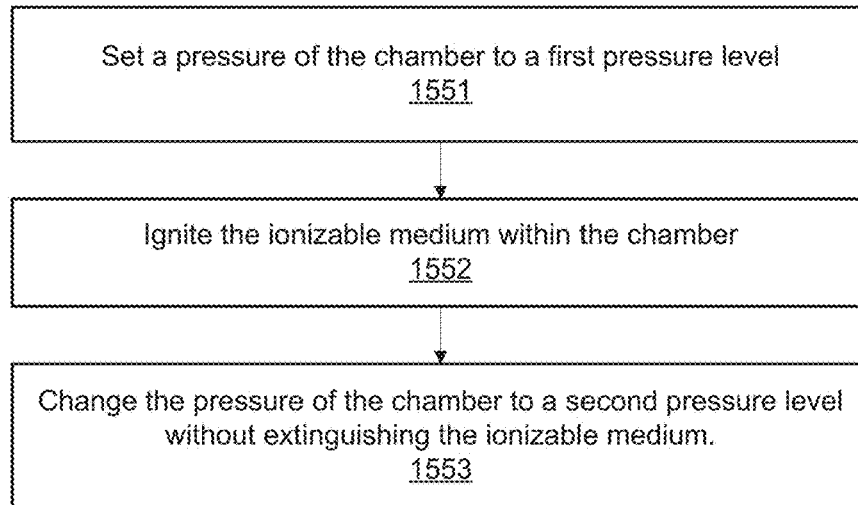 Set a pressure of the chamber to a first pressure level
1551
Ignite the ionizable medium within the chamber
1552
Change the pressure of the chamber to a second pressure level
without extinguishing the ionizable medium.
1553